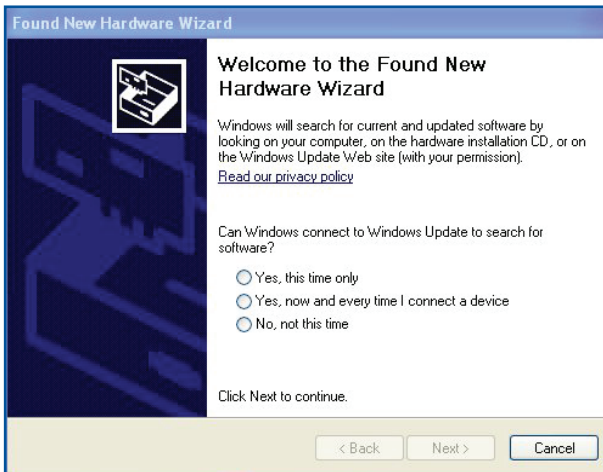 Found New Hardware Wizard
Welcome to the Found New
Hardware Wizard
Windows will search for current and updated software by
looking on your computer, on the hardware installation CD, or on
the Windows Update Web site (with your permission).
Read our privacy policy
Can Windows connect to Windows Update to search for
software?
Yes, this time only
Yes, now and every time I connect a device
No, not this time
Click Next to continue.
< Back Next > Cancel